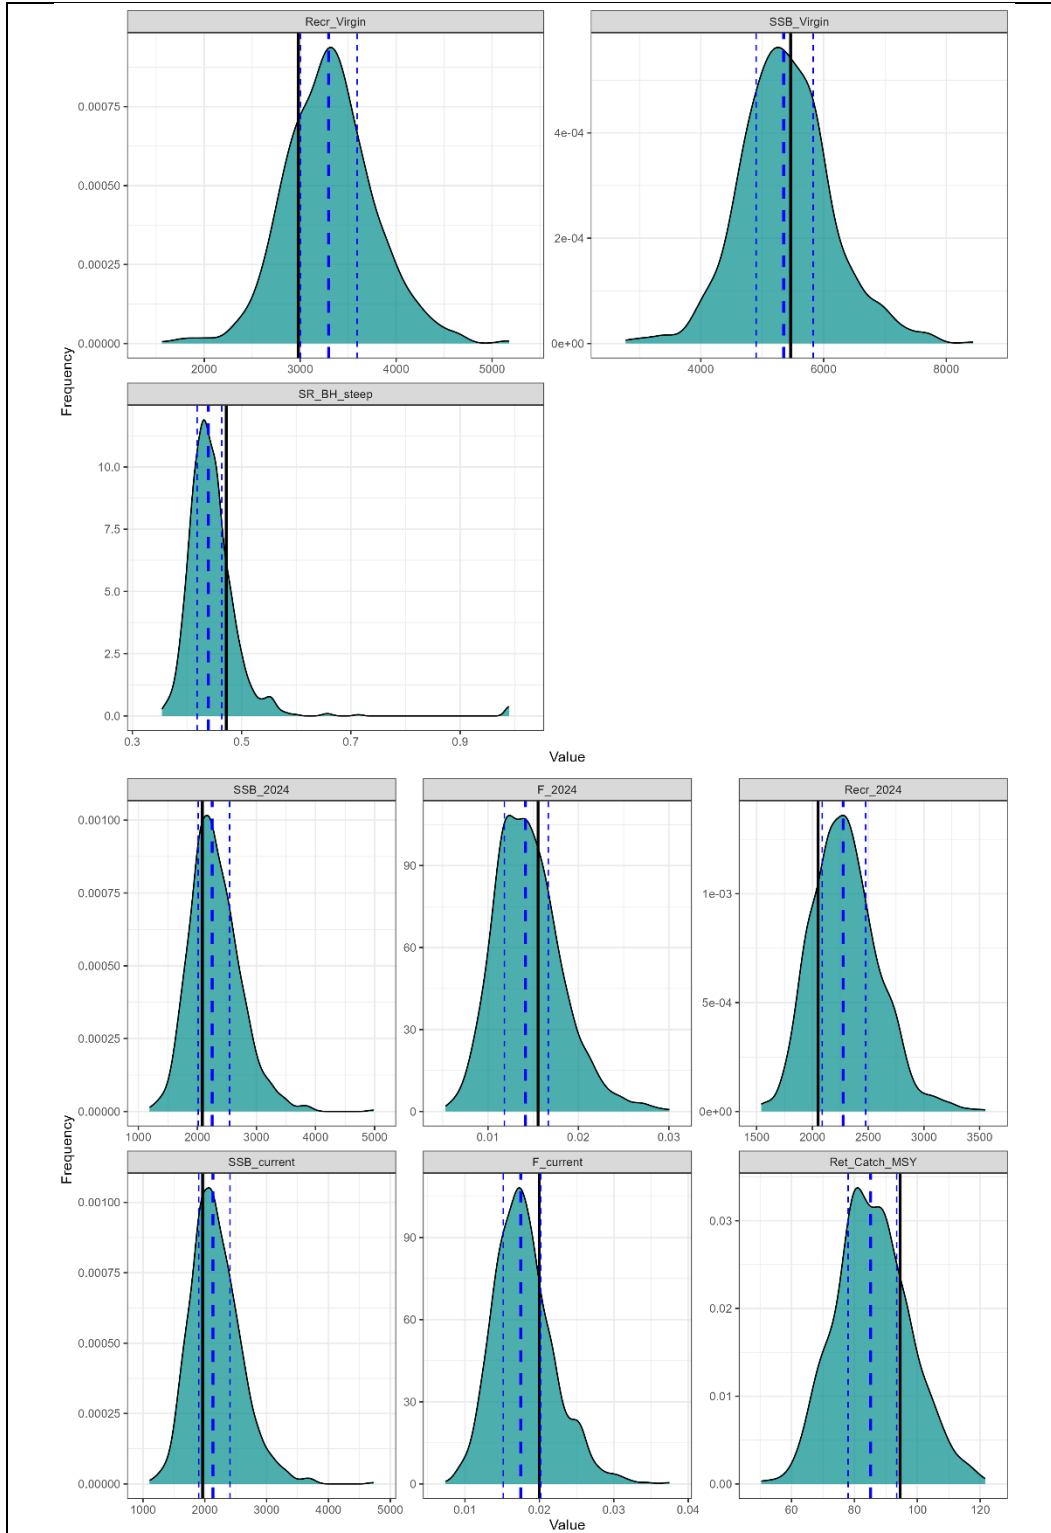 Recr_Virgin
SSB_Virgin
0.00075
0.00050
0.00025
0.00000
4e-04
2e-04
0e+00
2000 3000 4000 5000
4000 6000 8000
Frequency
SR_BH_steep
10.0
7.5
5.0
2.5
0.0
0.3 0.5 0.7 0.9
Value
SSB_2024
F_2024
Recr_2024
0.00100
0.00075
0.00050
0.00025
0.00000
90
60
30
0
1e-03
5e-04
0e+00
1000 2000 3000 4000 5000
0.01 0.02 0.03
1500 2000 2500 3000 3500
Frequency
SSB_current
F_current
Ret_Catch_MSY
0.00100
0.00075
0.00050
0.00025
0.00000
90
60
30
0
0.03
0.02
0.01
0.00
1000 2000 3000 4000 5000
0.01 0.02 0.03 0.04
60 80 100 120
Value